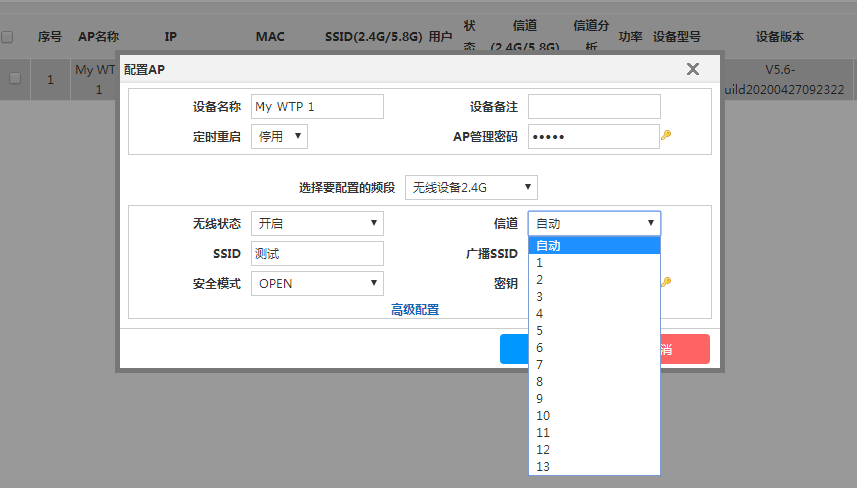 序号 AP名称 IP MAC SSID(2.4G/5.8G) 用户 状态 信道(2.4G/5.8G) 信道分析 功率 设备型号 设备版本
1 My WT 1 V5.6-uild20200427092322
配置AP
设备名称 My WTP 1 设备备注
定时重启 停用 AP管理密码 •••••
选择要配置的频段 无线设备2.4G
无线状态 开启 信道 自动
SSID 测试 广播SSID
安全模式 OPEN 密钥
高级配置
消
自动
1
2
3
4
5
6
7
8
9
10
11
12
13